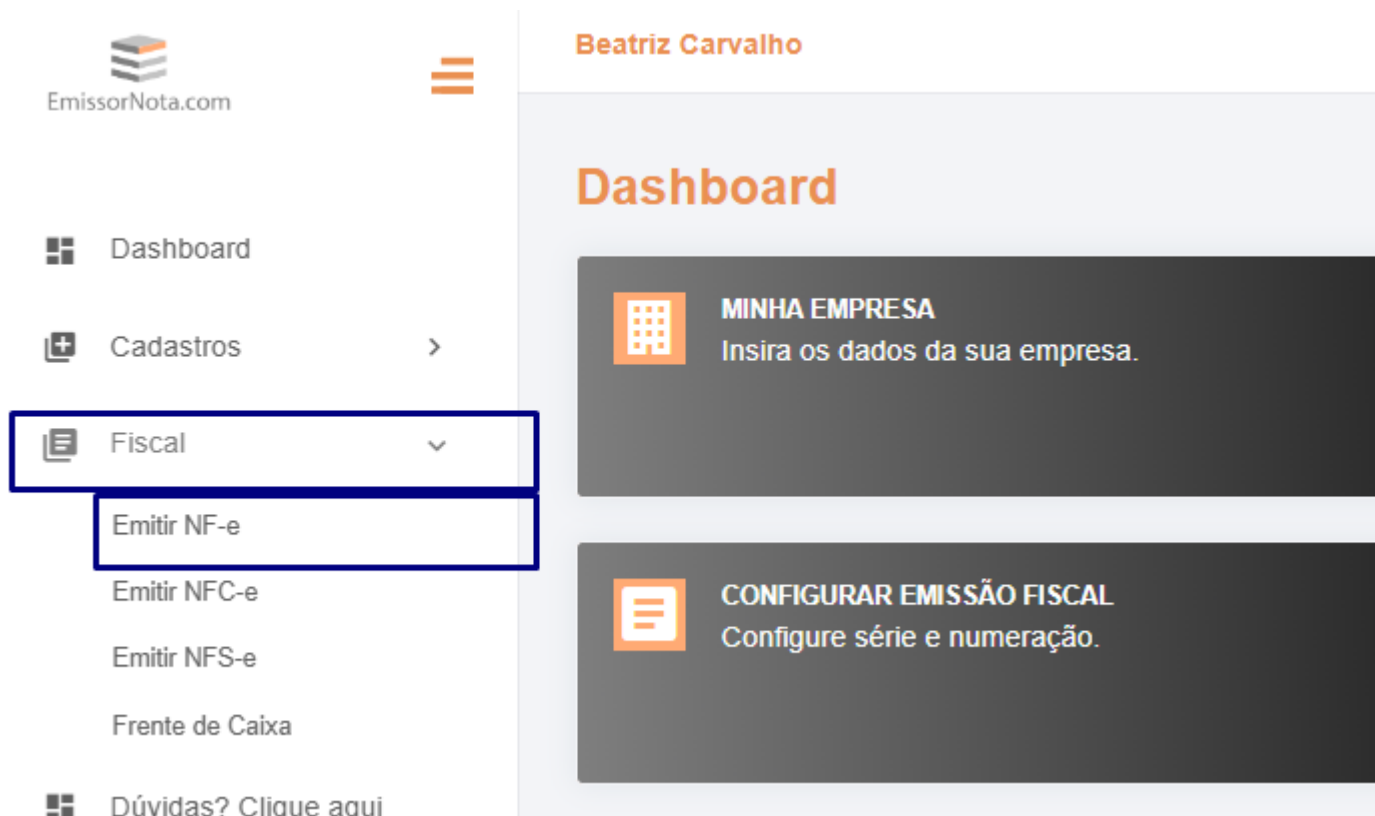 EmissorNota.com
Dashboard
Cadastros
Fiscal
Emitir NF-e
Emitir NFC-e
Emitir NFS-e
Frente de Caixa
Dúvidas? Clique aqui
Beatriz Carvalho
Dashboard
MINHA EMPRESA
Insira os dados da sua empresa.
CONFIGURAR EMISSÃO FISCAL
Configure série e numeração.